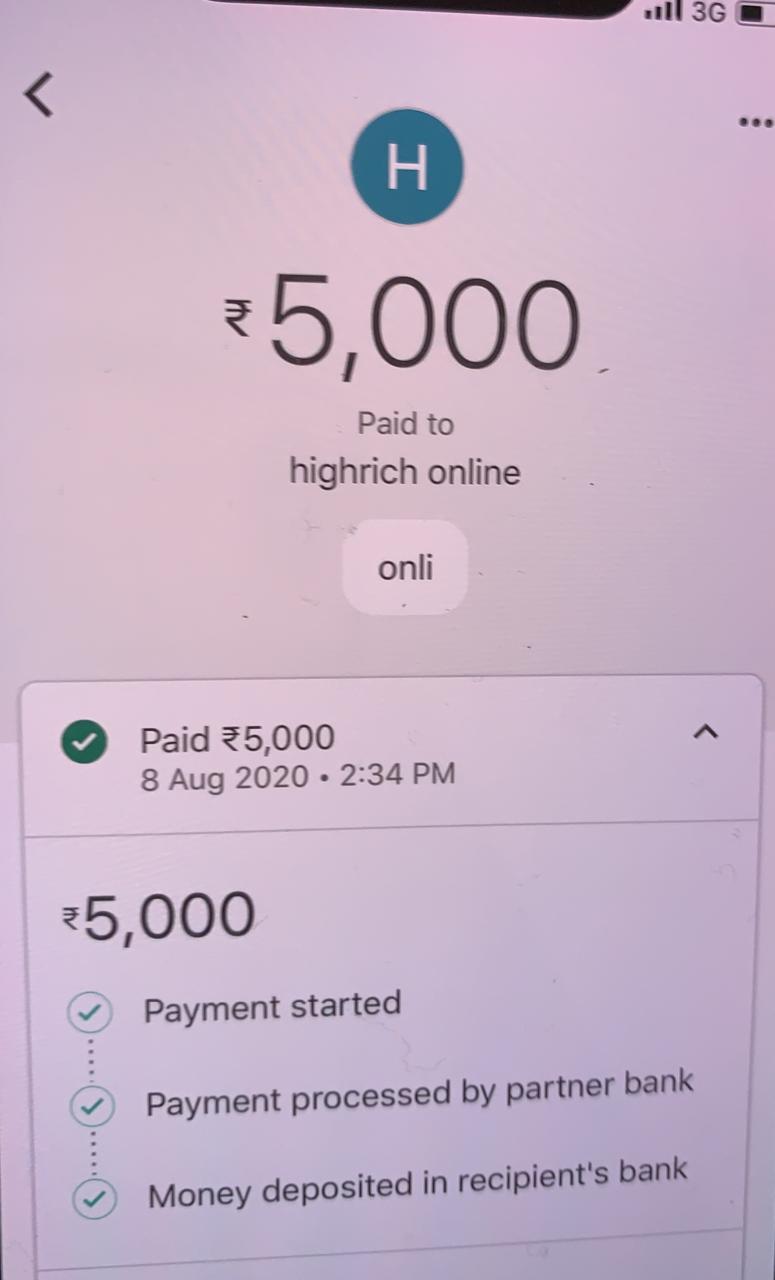 3G
H
₹5,000
Paid to
highrich online
onli
Paid ₹5,000
8 Aug 2020 • 2:34 PM
₹5,000
Payment started
Payment processed by partner bank
Money deposited in recipient's bank